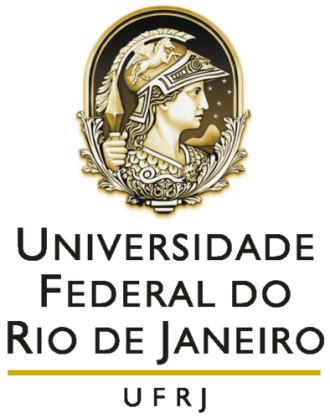 UNIVERSIDADE
FEDERAL DO
RIO DE JANEIRO
UFRJ